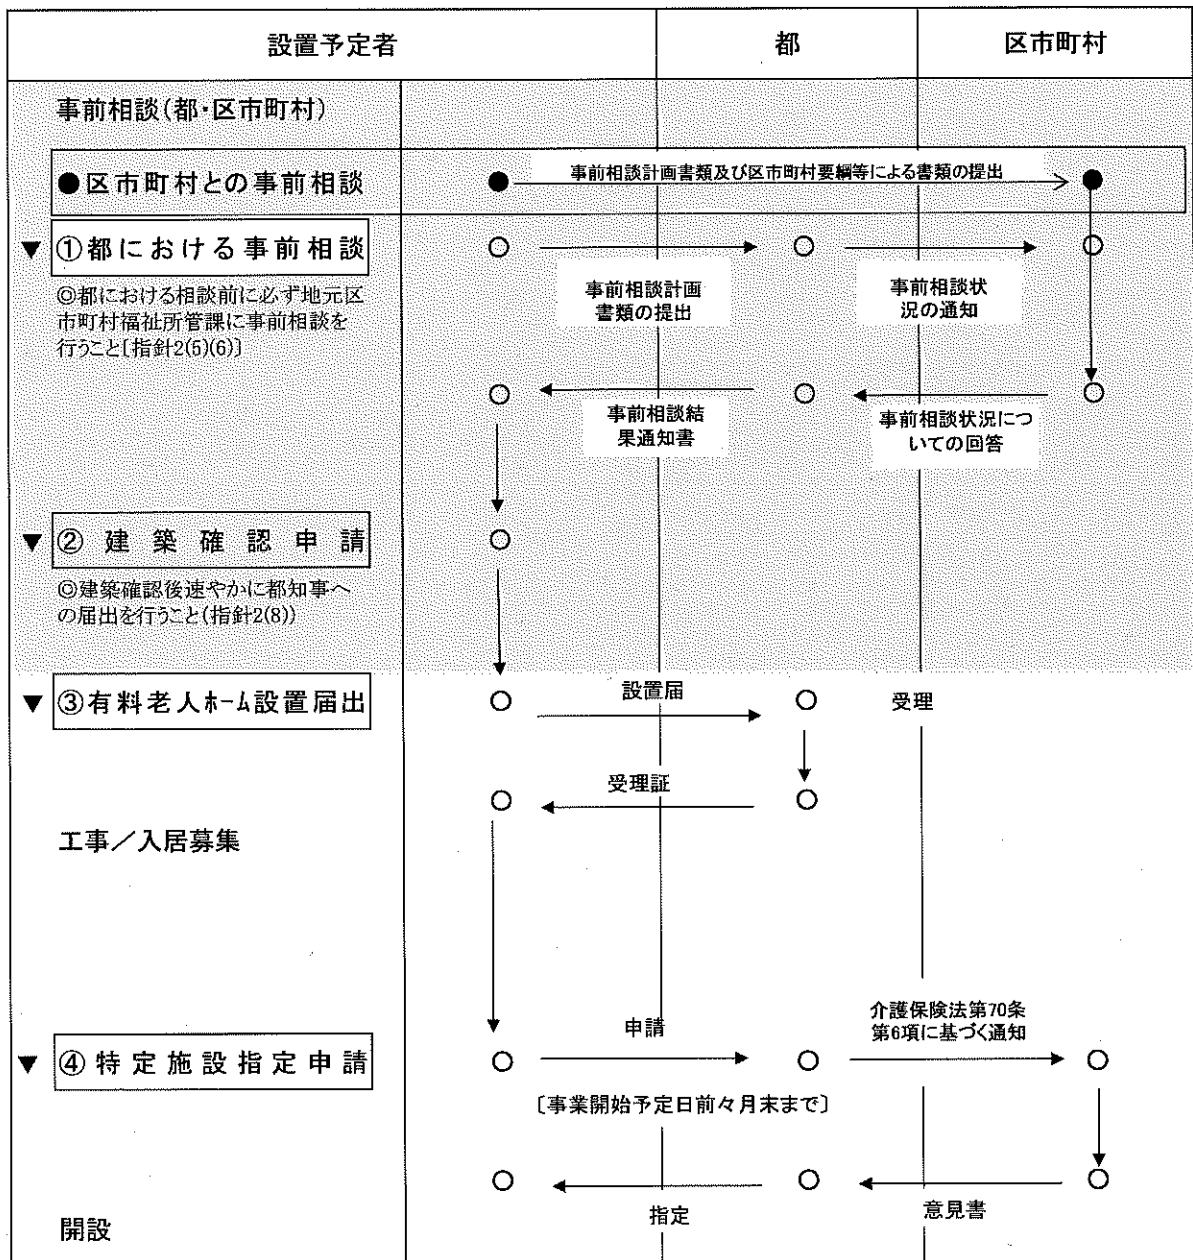 設置予定者
都
区市町村
事前相談(都・区市町村)
●区市町村との事前相談
事前相談計画書類及び区市町村要綱等による書類の提出
▼ ①都における事前相談
◎都における相談前に必ず地元区
市町村福祉所管課に事前相談を
行うこと〔指針2(5)(6)〕
事前相談計画
書類の提出
事前相談状
況の通知
事前相談結
果通知書
事前相談状況につ
いての回答
▼ ②建築確認申請
◎建築確認後速やかに都知事へ
の届出を行うこと(指針2(8))
▼ ③有料老人ホーム設置届出
設置届
受理
受理証
工事／入居募集
▼ ④特定施設指定申請
申請
介護保険法第70条
第6項に基づく通知
〔事業開始予定日前々月末まで〕
指定
意見書
開設